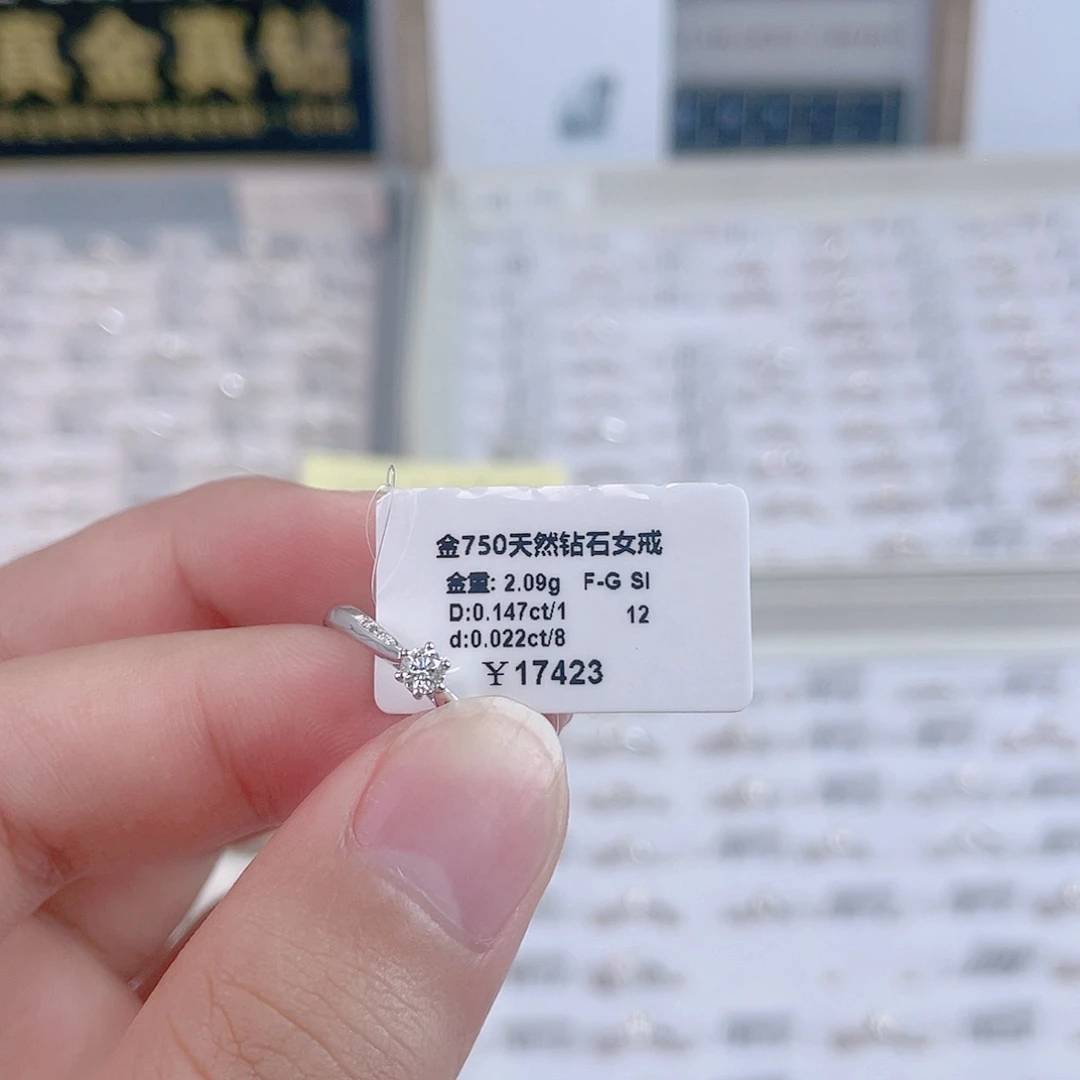 真金真钻
金750天然钻石女戒
金重: 2.09g F-G SI
D:0.147ct/1 12
d:0.022ct/8
￥17423